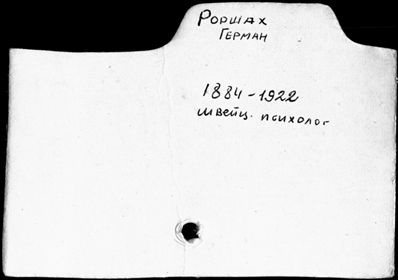 Роршах
Герман
1884-1922
швейц. психолог